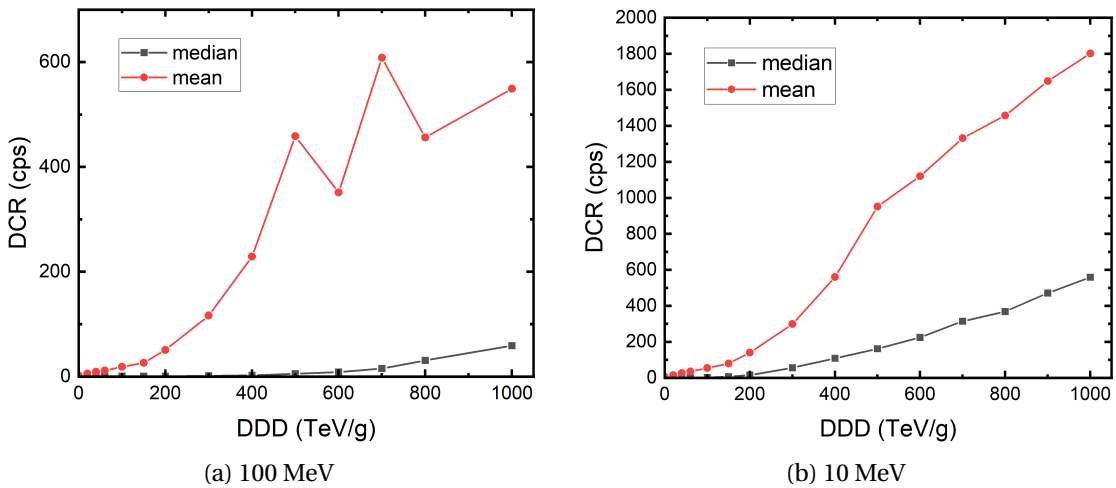 600
400
200
0
0 200 400 600 800 1000
DCR (cps)
DDD (TeV/g)
median
mean
(a) 100 MeV
2000
1800
1600
1400
1200
1000
800
600
400
200
0
0 200 400 600 800 1000
DCR (cps)
DDD (TeV/g)
median
mean
(b) 10 MeV